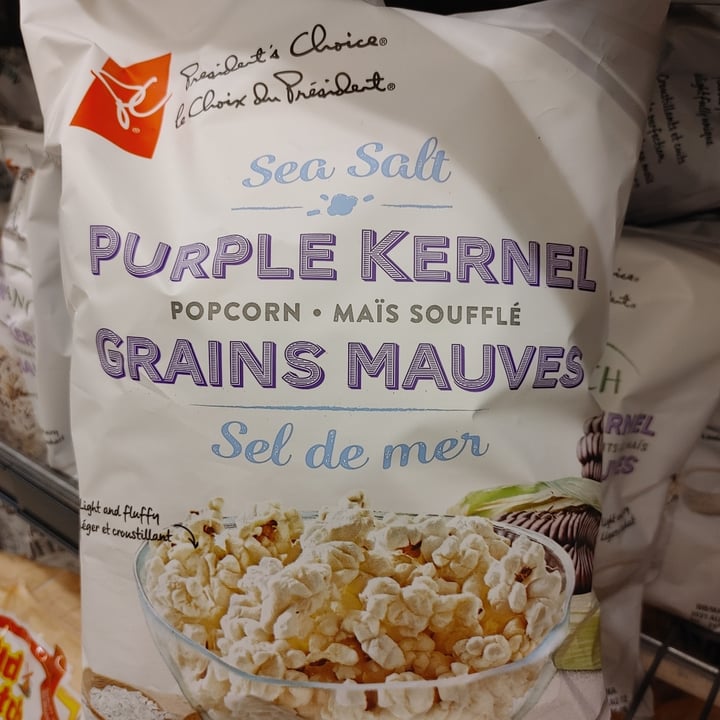 President's Choice®
le Choix du Président®
Sea Salt
PURPLE KERNEL
POPCORN • MAÏS SOUFFLÉ
GRAINS MAUVES
Sel de mer
Light and fluffy
éger et croustillant